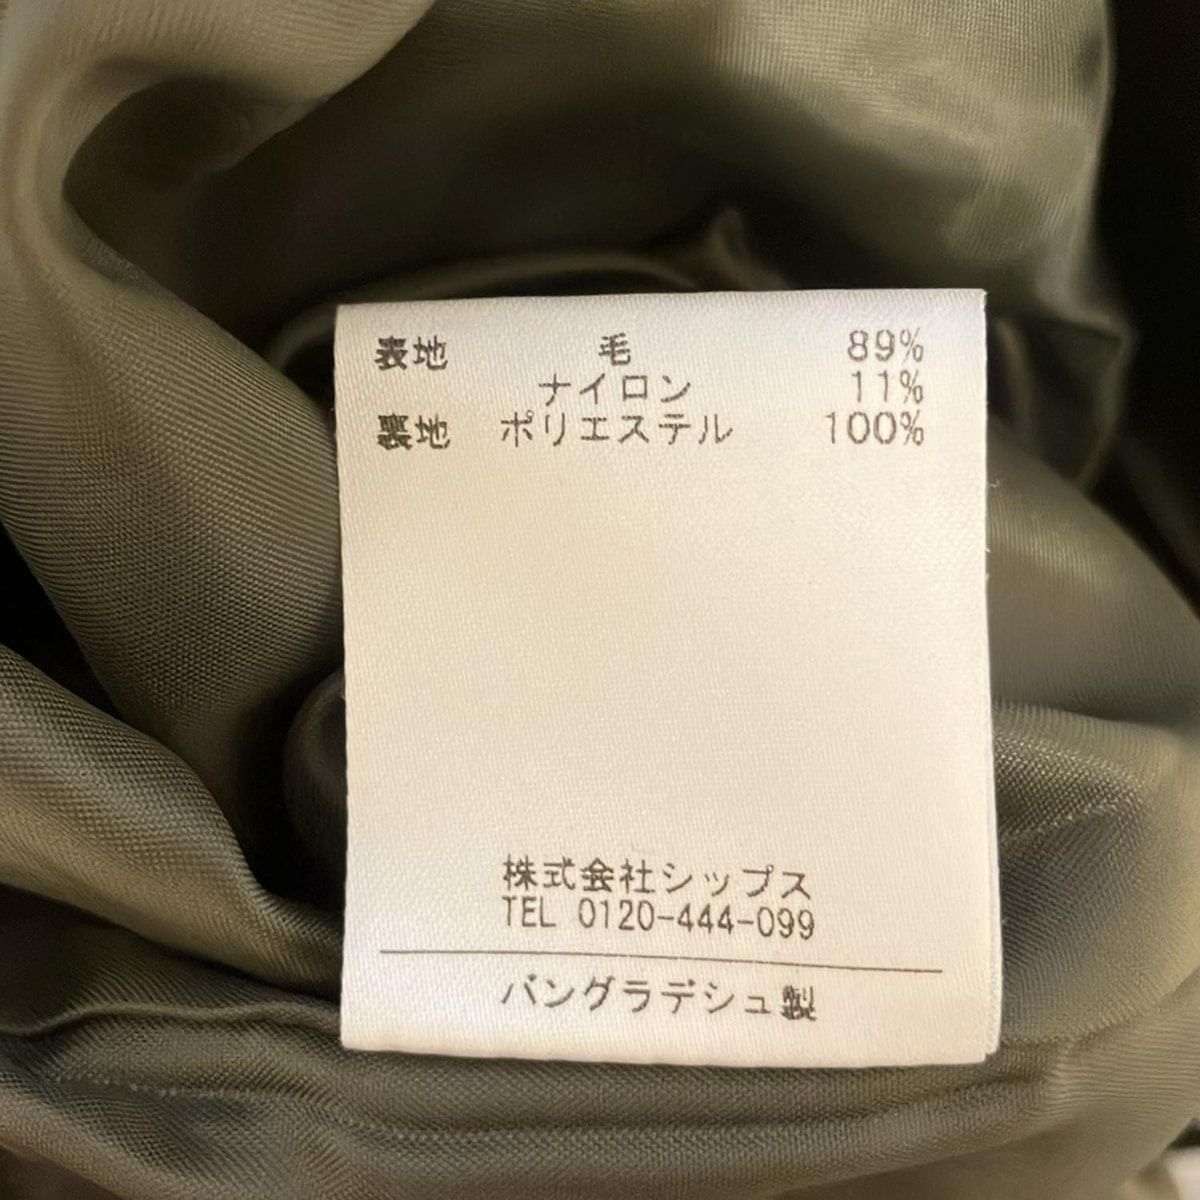 表地 毛 89%
ナイロン 11%
裏地 ポリエステル 100%
株式会社シップス
TEL 0120-444-099
バングラデシュ製